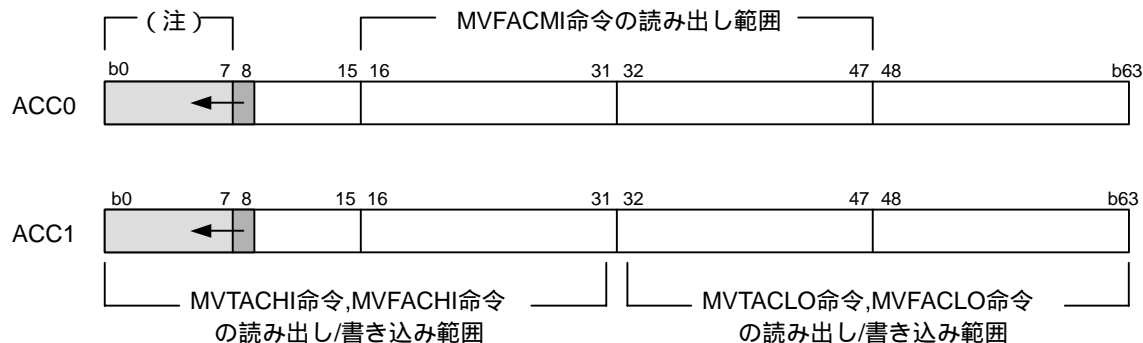 (注) MVFACMI命令の読み出し範囲
b0 7 8 15 16 31 32 47 48 b63
ACC0
b0 7 8 15 16 31 32 47 48 b63
ACC1
MVTACHI命令,MVFACHI命令 MVTACLO命令,MVFACLO命令
の読み出し/書き込み範囲 の読み出し/書き込み範囲